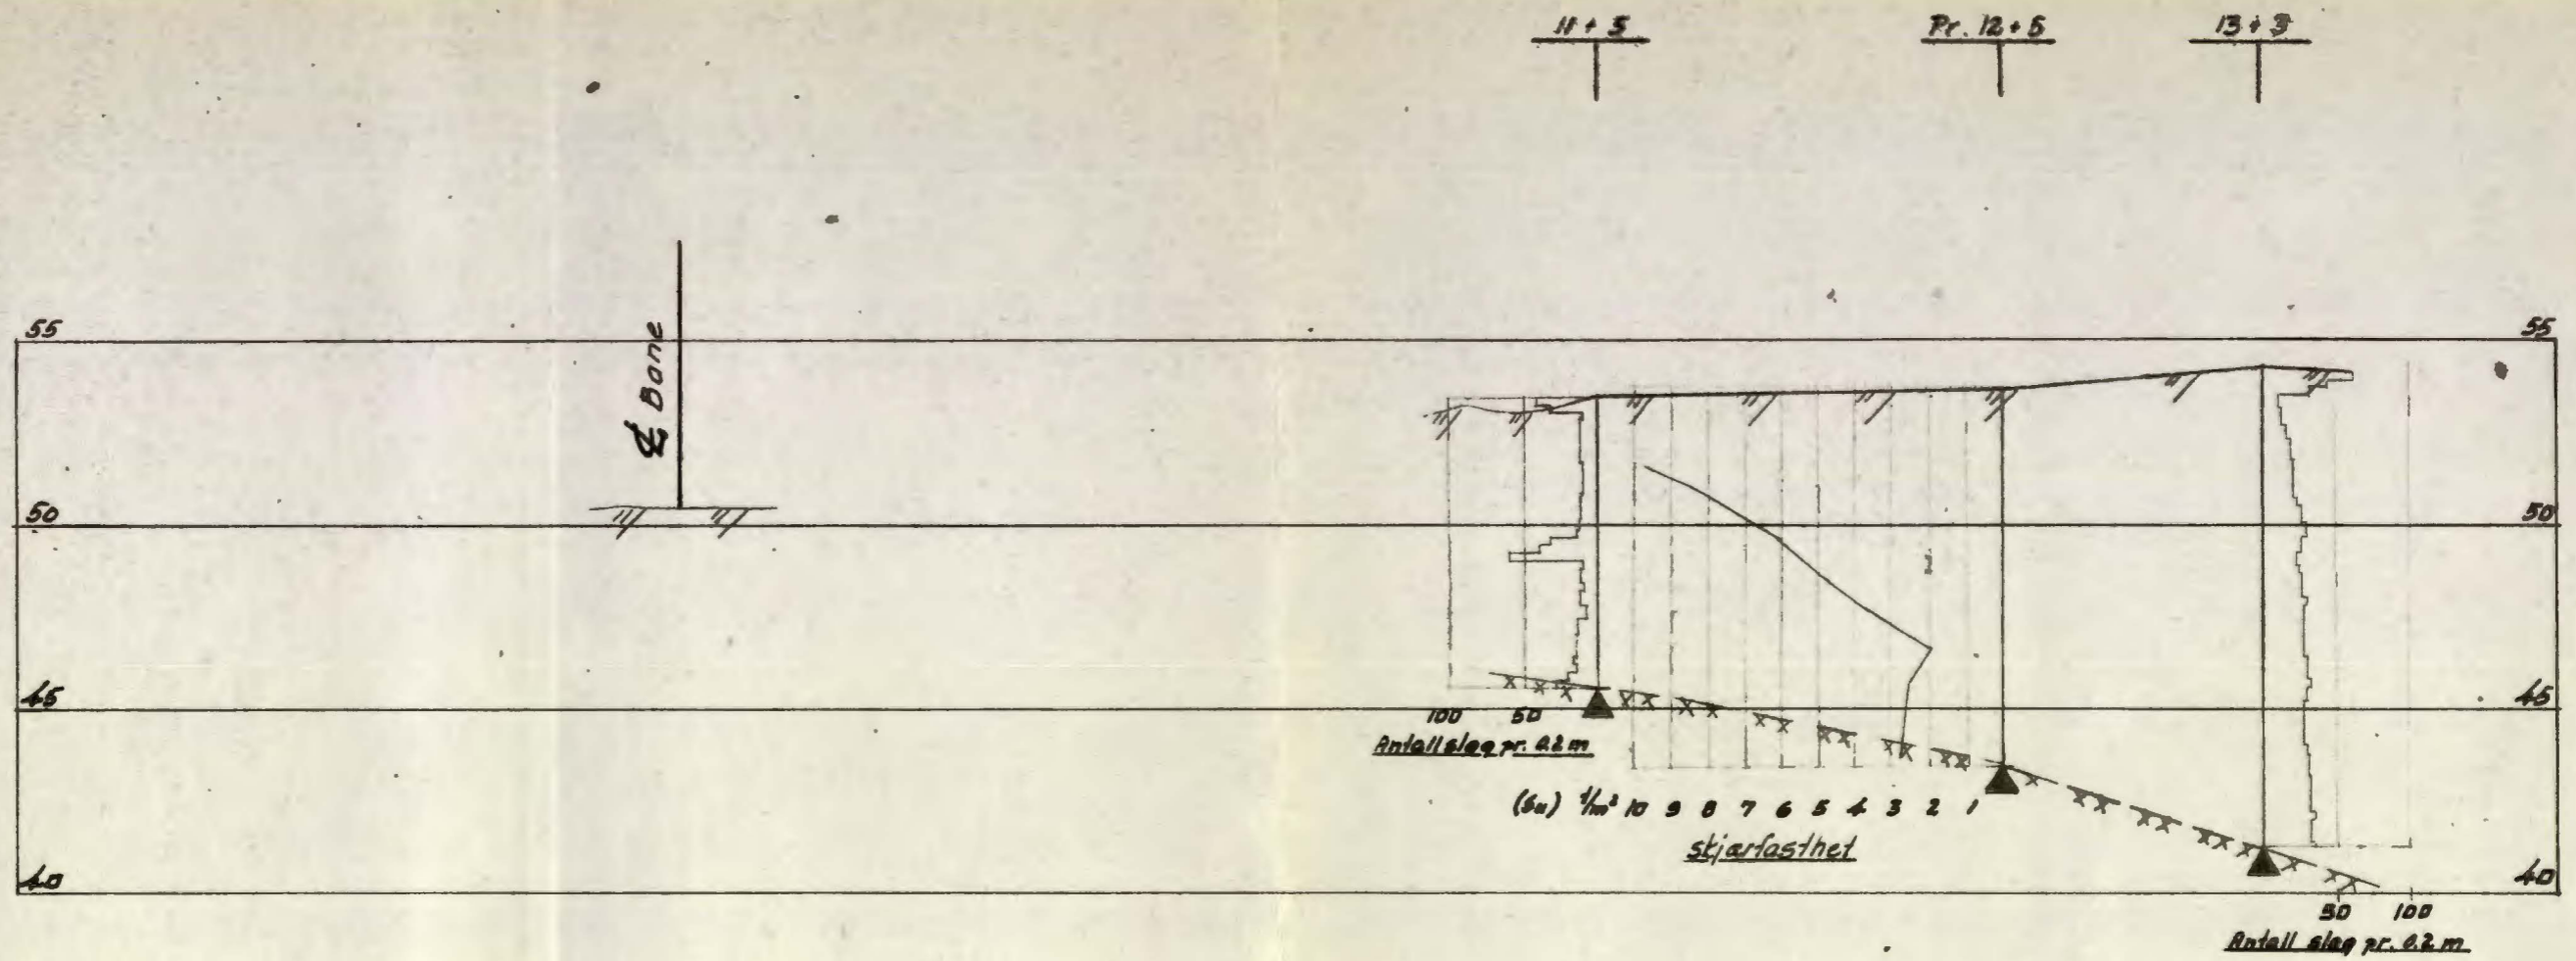 11 + 5
Pr. 12 + 5
13 + 3
55
55
℄ Bane
50
50
45
45
100 50
Antall slag pr. 0.2 m
(Su) t/m² 10 9 8 7 6 5 4 3 2 1
skjærfasthet
40
40
50 100
Antall slag pr. 0.2 m